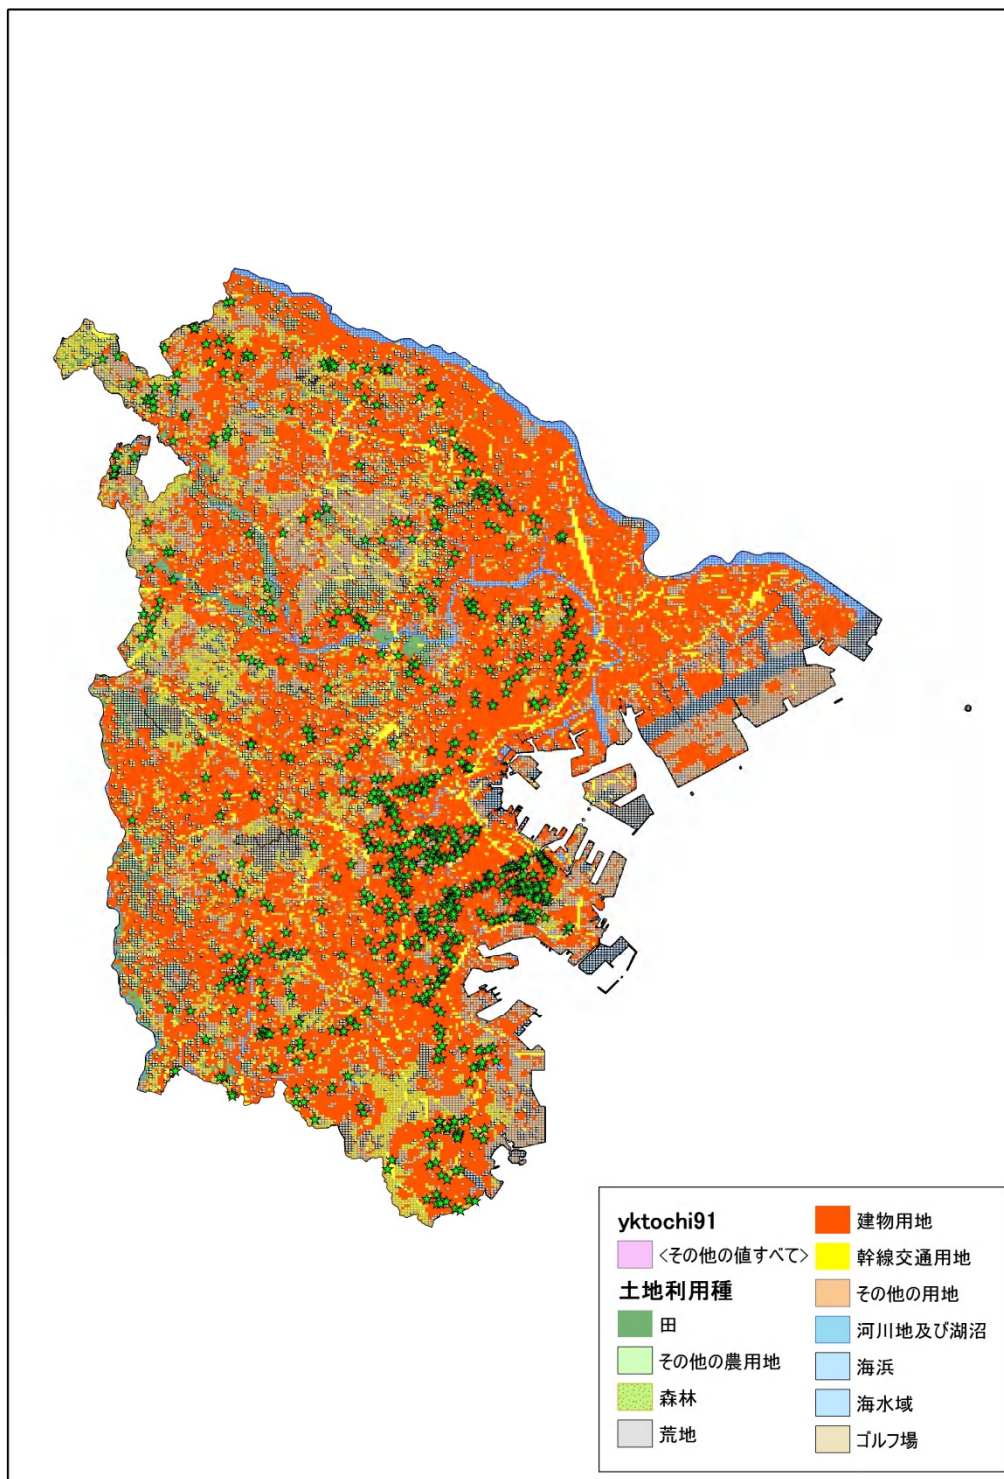 yktochi91
<その他の値すべて>
土地利用種
田
その他の農用地
森林
荒地
建物用地
幹線交通用地
その他の用地
河川地及び湖沼
海浜
海水域
ゴルフ場